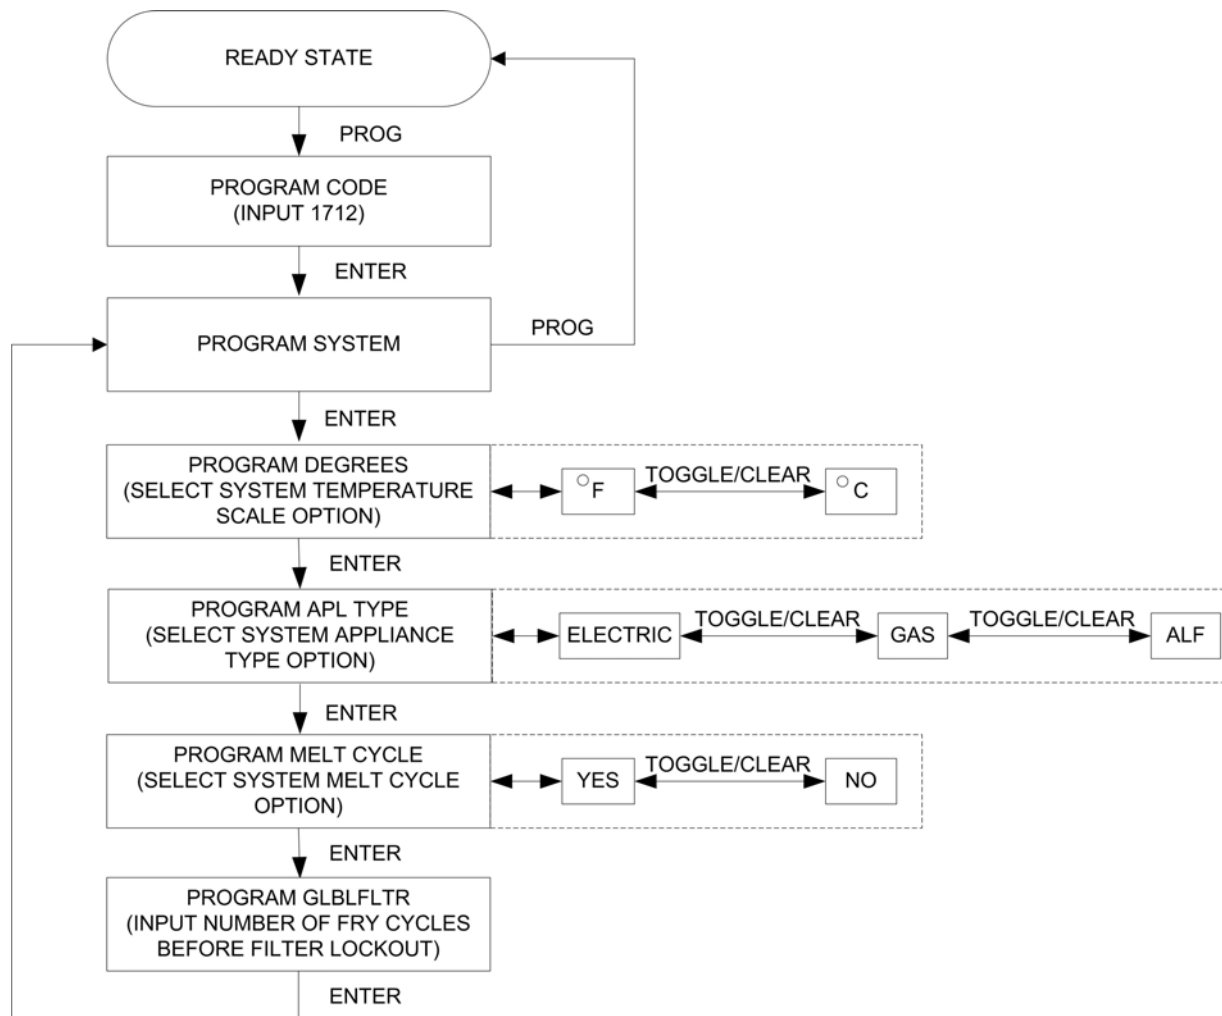 READY STATE
PROG
PROGRAM CODE
(INPUT 1712)
ENTER
PROGRAM SYSTEM
PROG
ENTER
PROGRAM DEGREES
(SELECT SYSTEM TEMPERATURE
SCALE OPTION)
°F
TOGGLE/CLEAR
°C
ENTER
PROGRAM APL TYPE
(SELECT SYSTEM APPLIANCE
TYPE OPTION)
ELECTRIC
TOGGLE/CLEAR
GAS
TOGGLE/CLEAR
ALF
ENTER
PROGRAM MELT CYCLE
(SELECT SYSTEM MELT CYCLE
OPTION)
YES
TOGGLE/CLEAR
NO
ENTER
PROGRAM GLBLFLTR
(INPUT NUMBER OF FRY CYCLES
BEFORE FILTER LOCKOUT)
ENTER